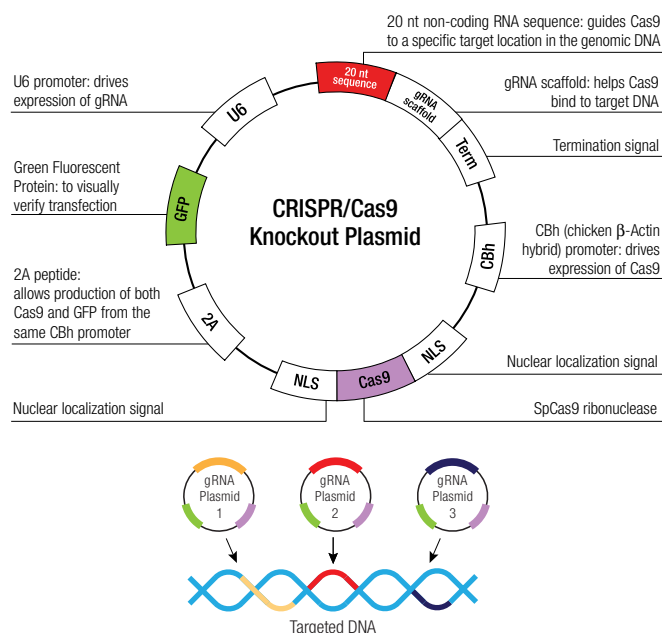 20 nt non-coding RNA sequence: guides Cas9
to a specific target location in the genomic DNA
U6 promoter: drives
expression of gRNA
gRNA scaffold: helps Cas9
bind to target DNA
Termination signal
Green Fluorescent
Protein: to visually
verify transfection
CBh (chicken β-Actin
hybrid) promoter: drives
expression of Cas9
2A peptide:
allows production of both
Cas9 and GFP from the
same CBh promoter
Nuclear localization signal
Nuclear localization signal
SpCas9 ribonuclease
CRISPR/Cas9
Knockout Plasmid
20 nt
sequence
gRNA
scaffold
Term
CBh
NLS
Cas9
NLS
2A
GFP
U6
gRNA
Plasmid
1
gRNA
Plasmid
2
gRNA
Plasmid
3
Targeted DNA